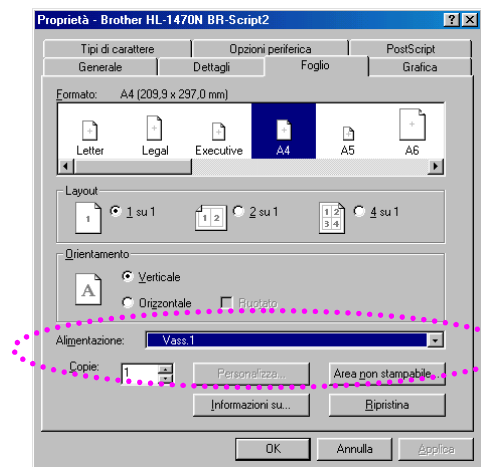 Proprietà - Brother HL-1470N BR-Script2
Tipi di carattere Opzioni periferica PostScript
Generale Dettagli Foglio Grafica
Formato: A4 (209,9 x 297,0 mm)
Letter Legal Executive A4 A5 A6
Layout
1 1 su 1 1 2 2 su 1 1 2 4 su 1
3 4
Orientamento
A Verticale
Orizzontale Ruotato
Alimentazione: Vass.1
Copie: 1 Personalizza... Area non stampabile...
Informazioni su... Ripristina
OK Annulla Applica